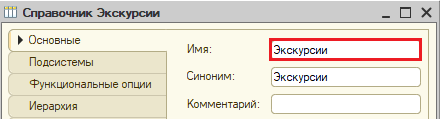 Справочник Экскурсии
Основные
Подсистемы
Функциональные опции
Иерархия
Имя: Экскурсии
Синоним: Экскурсии
Комментарий: